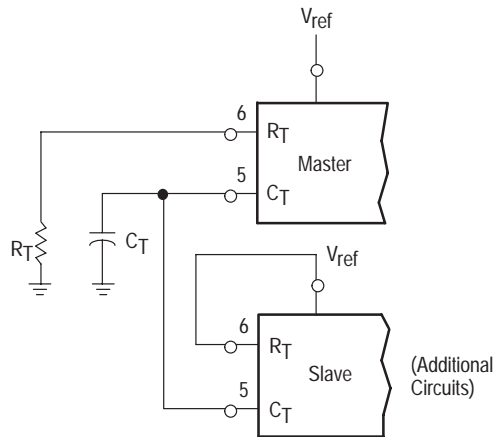 Vref
6
RT
Master
5
CT
RT
CT
Vref
6
RT
Slave
(Additional
Circuits)
5
CT